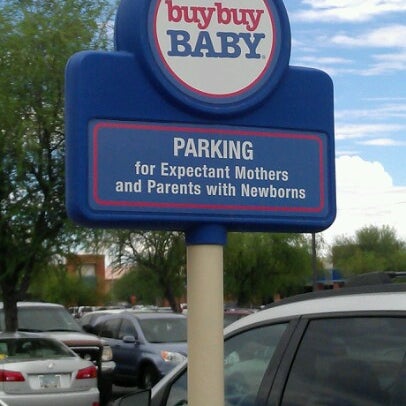 buybuy
BABY
PARKING
for Expectant Mothers
and Parents with Newborns